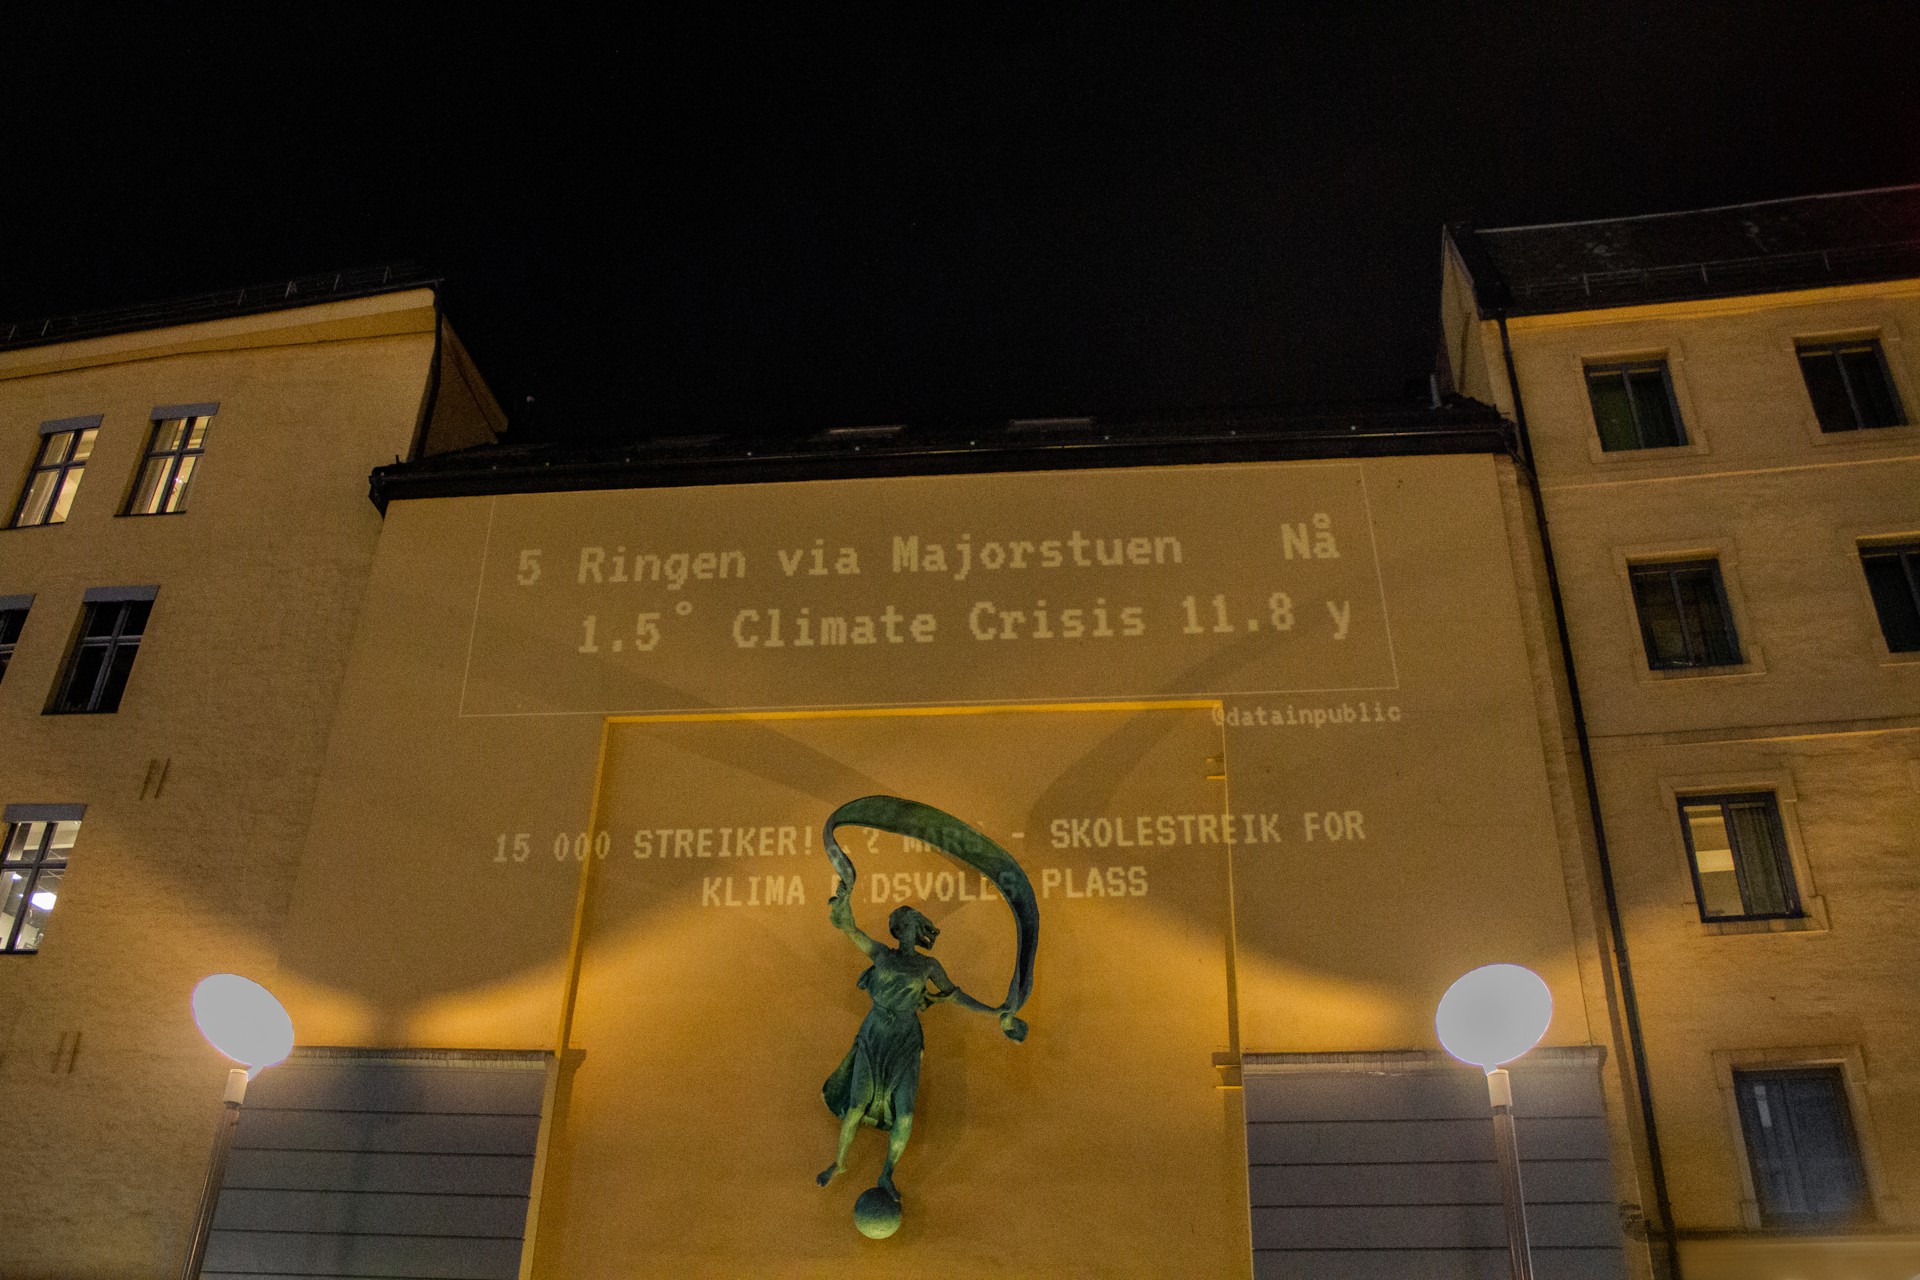 5 Ringen via Majorstuen Nå
1.5° Climate Crisis 11.8 y
@datainpublic
15 000 STREIKER! MARS - SKOLESTREIK FOR
KLIMA PLASS